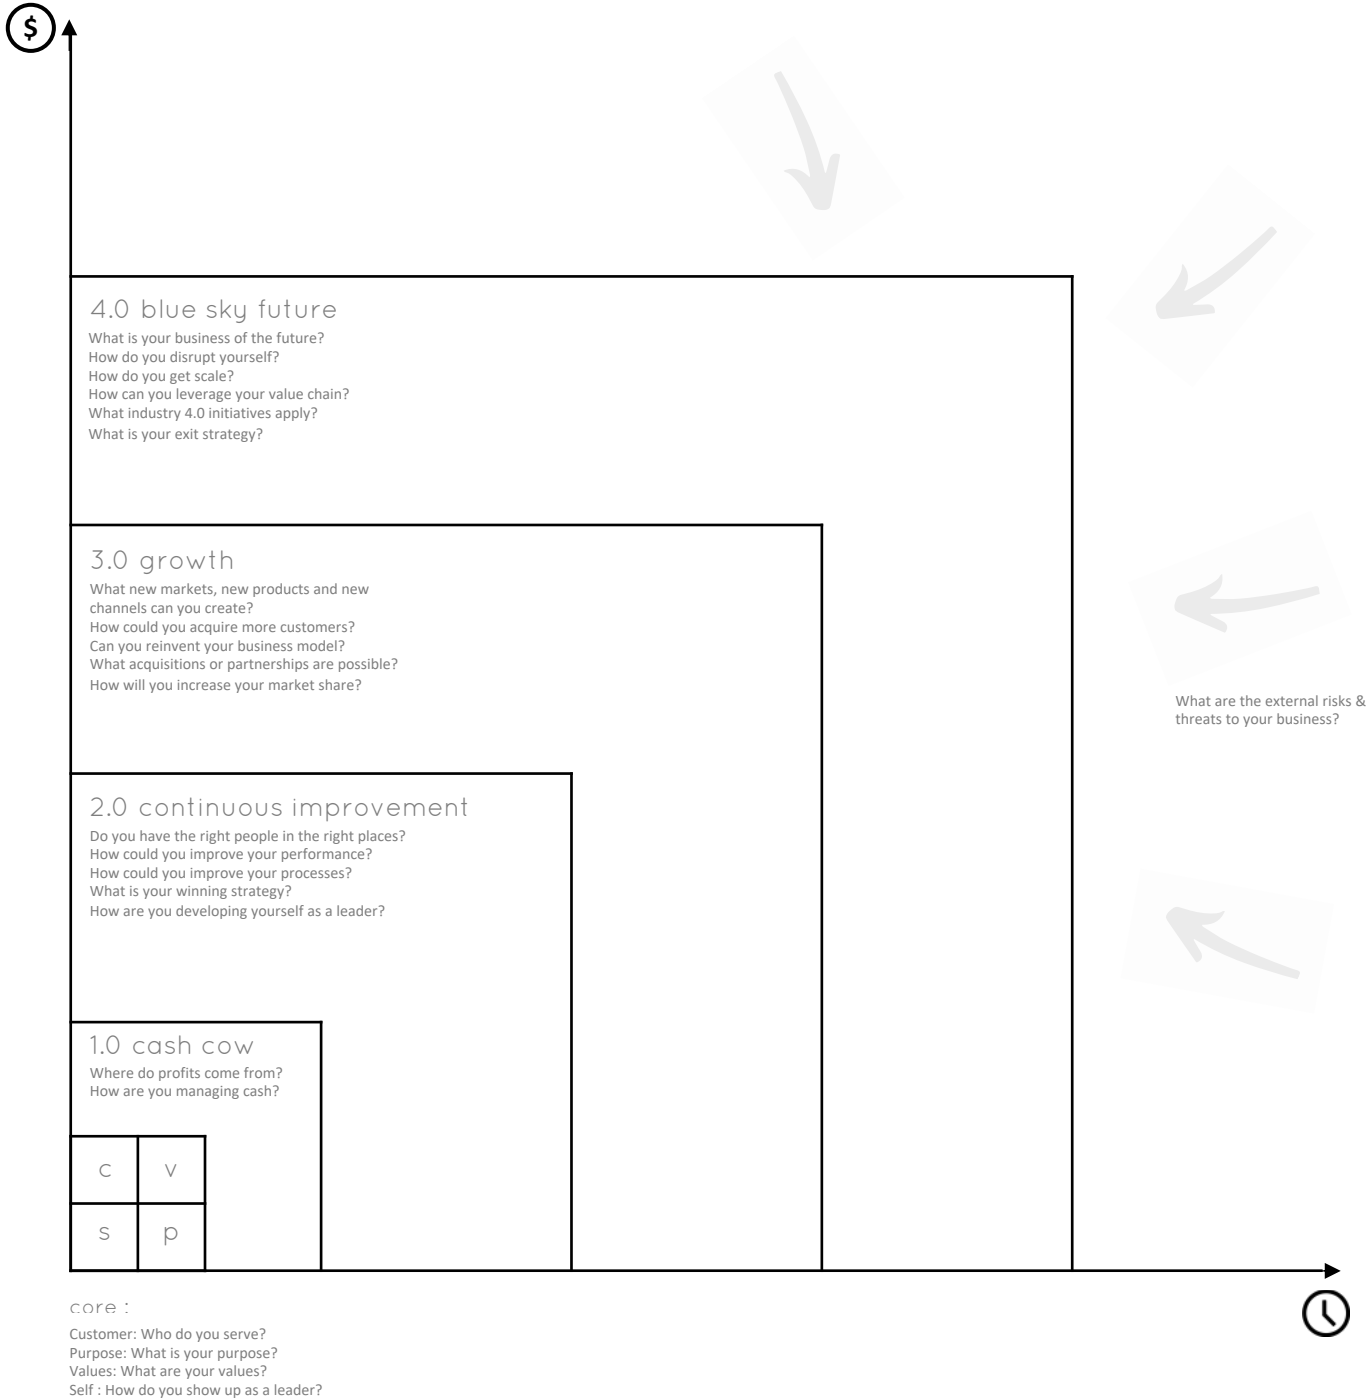 $
4.0 blue sky future
What is your business of the future?
How do you disrupt yourself?
How do you get scale?
How can you leverage your value chain?
What industry 4.0 initiatives apply?
What is your exit strategy?
3.0 growth
What new markets, new products and new
channels can you create?
How could you acquire more customers?
Can you reinvent your business model?
What acquisitions or partnerships are possible?
How will you increase your market share?
What are the external risks &
threats to your business?
2.0 continuous improvement
Do you have the right people in the right places?
How could you improve your performance?
How could you improve your processes?
What is your winning strategy?
How are you developing yourself as a leader?
1.0 cash cow
Where do profits come from?
How are you managing cash?
c v
s p
core :
Customer: Who do you serve?
Purpose: What is your purpose?
Values: What are your values?
Self : How do you show up as a leader?